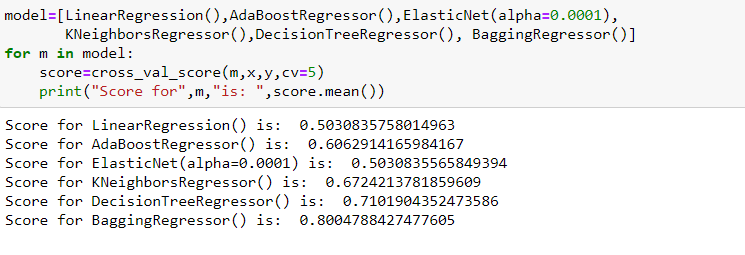 model=[LinearRegression(),AdaBoostRegressor(),ElasticNet(alpha=0.0001),
KNeighborsRegressor(),DecisionTreeRegressor(), BaggingRegressor()]
for m in model:
score=cross_val_score(m,x,y,cv=5)
print("Score for",m,"is: ",score.mean())
Score for LinearRegression() is:  0.5030835758014963
Score for AdaBoostRegressor() is:  0.6062914165984167
Score for ElasticNet(alpha=0.0001) is:  0.5030835565849394
Score for KNeighborsRegressor() is:  0.6724213781859609
Score for DecisionTreeRegressor() is:  0.7101904352473586
Score for BaggingRegressor() is:  0.8004788427477605